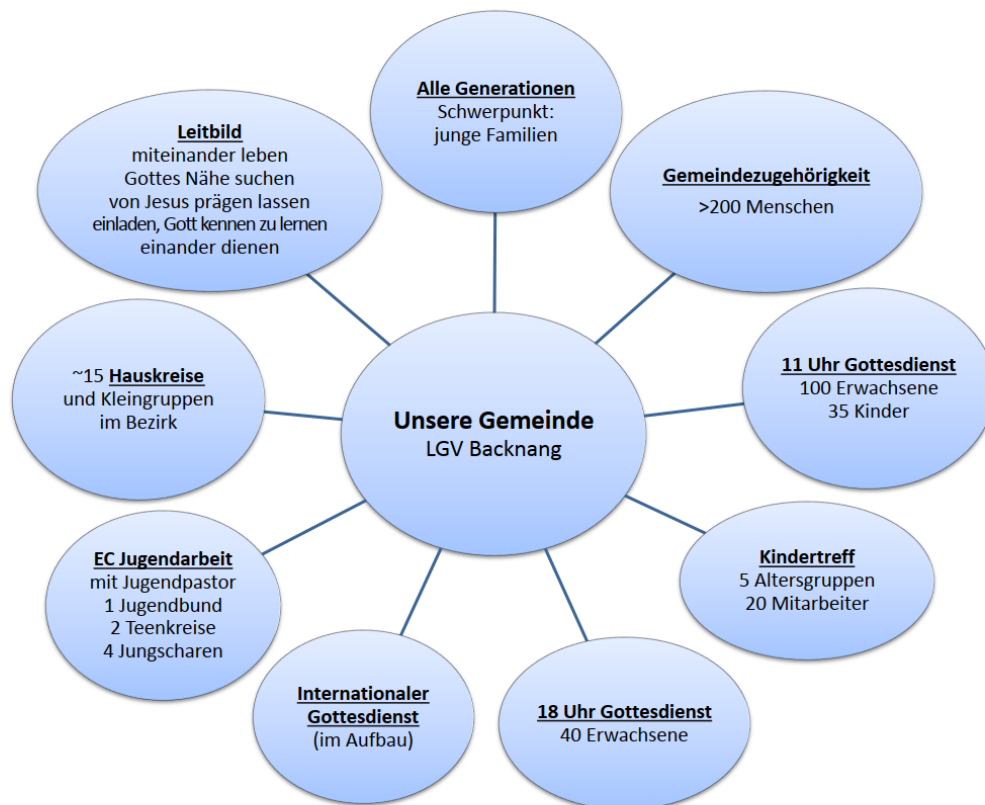 Alle Generationen
Schwerpunkt:
junge Familien
Leitbild
miteinander leben
Gottes Nähe suchen
von Jesus prägen lassen
einladen, Gott kennen zu lernen
einander dienen
Gemeindezugehörigkeit
>200 Menschen
~15 Hauskreise
und Kleingruppen
im Bezirk
Unsere Gemeinde
LGV Backnang
11 Uhr Gottesdienst
100 Erwachsene
35 Kinder
EC Jugendarbeit
mit Jugendpastor
1 Jugendbund
2 Teenkreise
4 Jungscharen
Kindertreff
5 Altersgruppen
20 Mitarbeiter
Internationaler
Gottesdienst
(im Aufbau)
18 Uhr Gottesdienst
40 Erwachsene